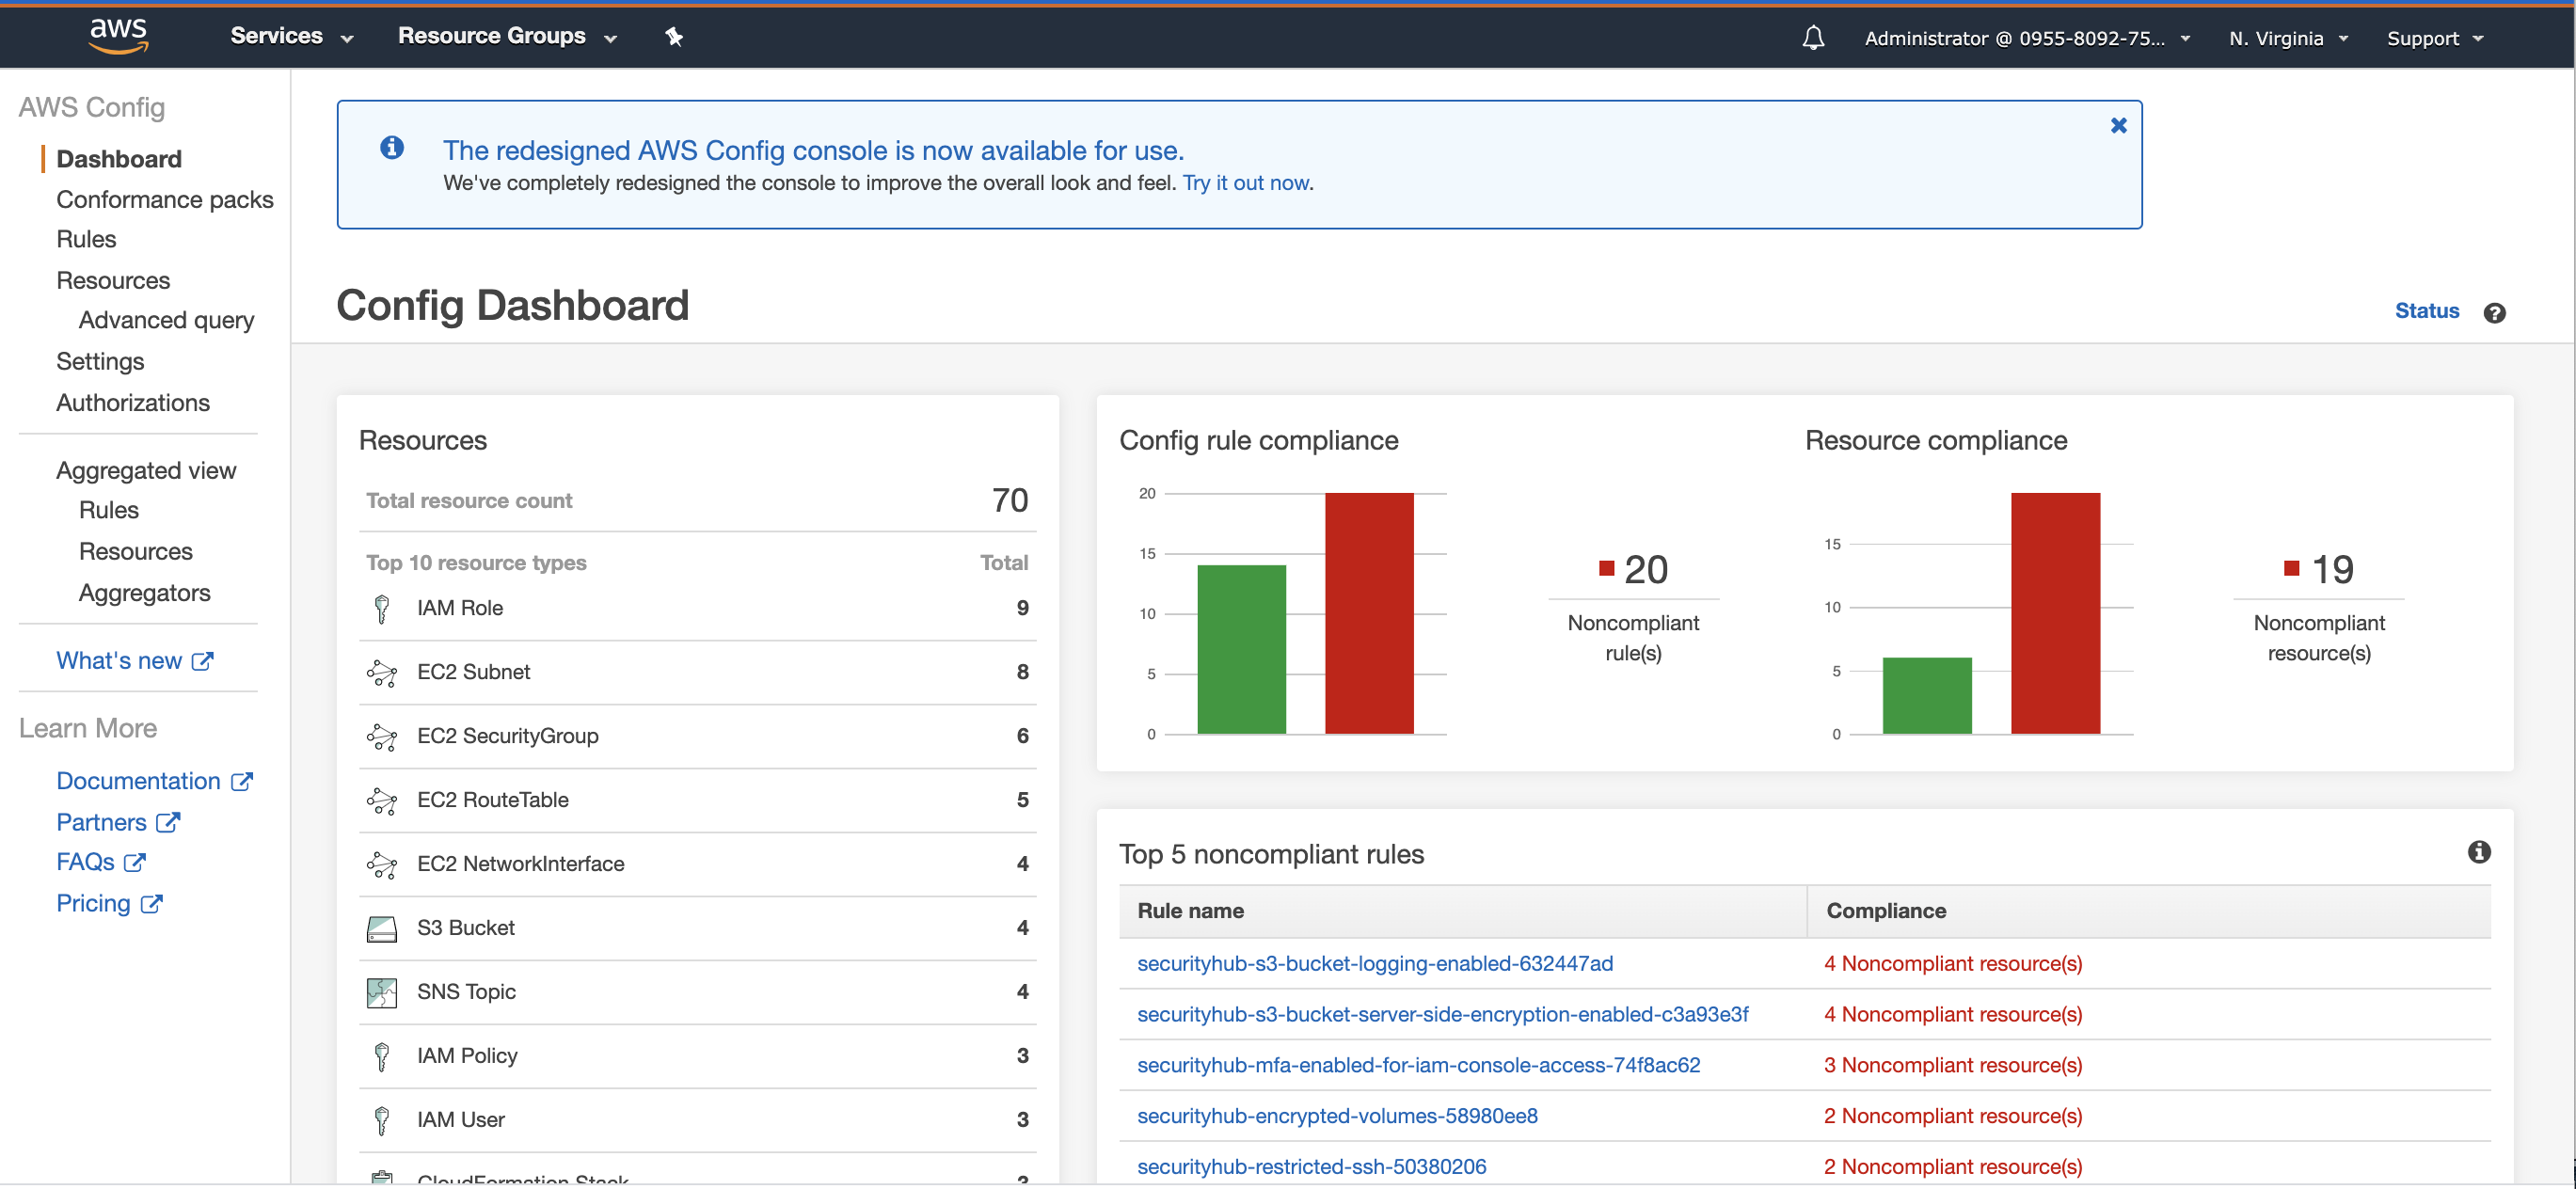 aws
Services
Resource Groups
Administrator @ 0955-8092-75...
N. Virginia
Support
AWS Config
Dashboard
Conformance packs
Rules
Resources
Advanced query
Settings
Authorizations
Aggregated view
Rules
Resources
Aggregators
What's new
Learn More
Documentation
Partners
FAQs
Pricing
The redesigned AWS Config console is now available for use.
We've completely redesigned the console to improve the overall look and feel. Try it out now.
Config Dashboard
Status
Resources
Total resource count 70
Top 10 resource types Total
IAM Role 9
EC2 Subnet 8
EC2 SecurityGroup 6
EC2 RouteTable 5
EC2 NetworkInterface 4
S3 Bucket 4
SNS Topic 4
IAM Policy 3
IAM User 3
CloudFormation Stack
Config rule compliance
20
15
10
5
0
20
Noncompliant
rule(s)
Resource compliance
15
10
5
0
19
Noncompliant
resource(s)
Top 5 noncompliant rules
Rule name Compliance
securityhub-s3-bucket-logging-enabled-632447ad 4 Noncompliant resource(s)
securityhub-s3-bucket-server-side-encryption-enabled-c3a93e3f 4 Noncompliant resource(s)
securityhub-mfa-enabled-for-iam-console-access-74f8ac62 3 Noncompliant resource(s)
securityhub-encrypted-volumes-58980ee8 2 Noncompliant resource(s)
securityhub-restricted-ssh-50380206 2 Noncompliant resource(s)